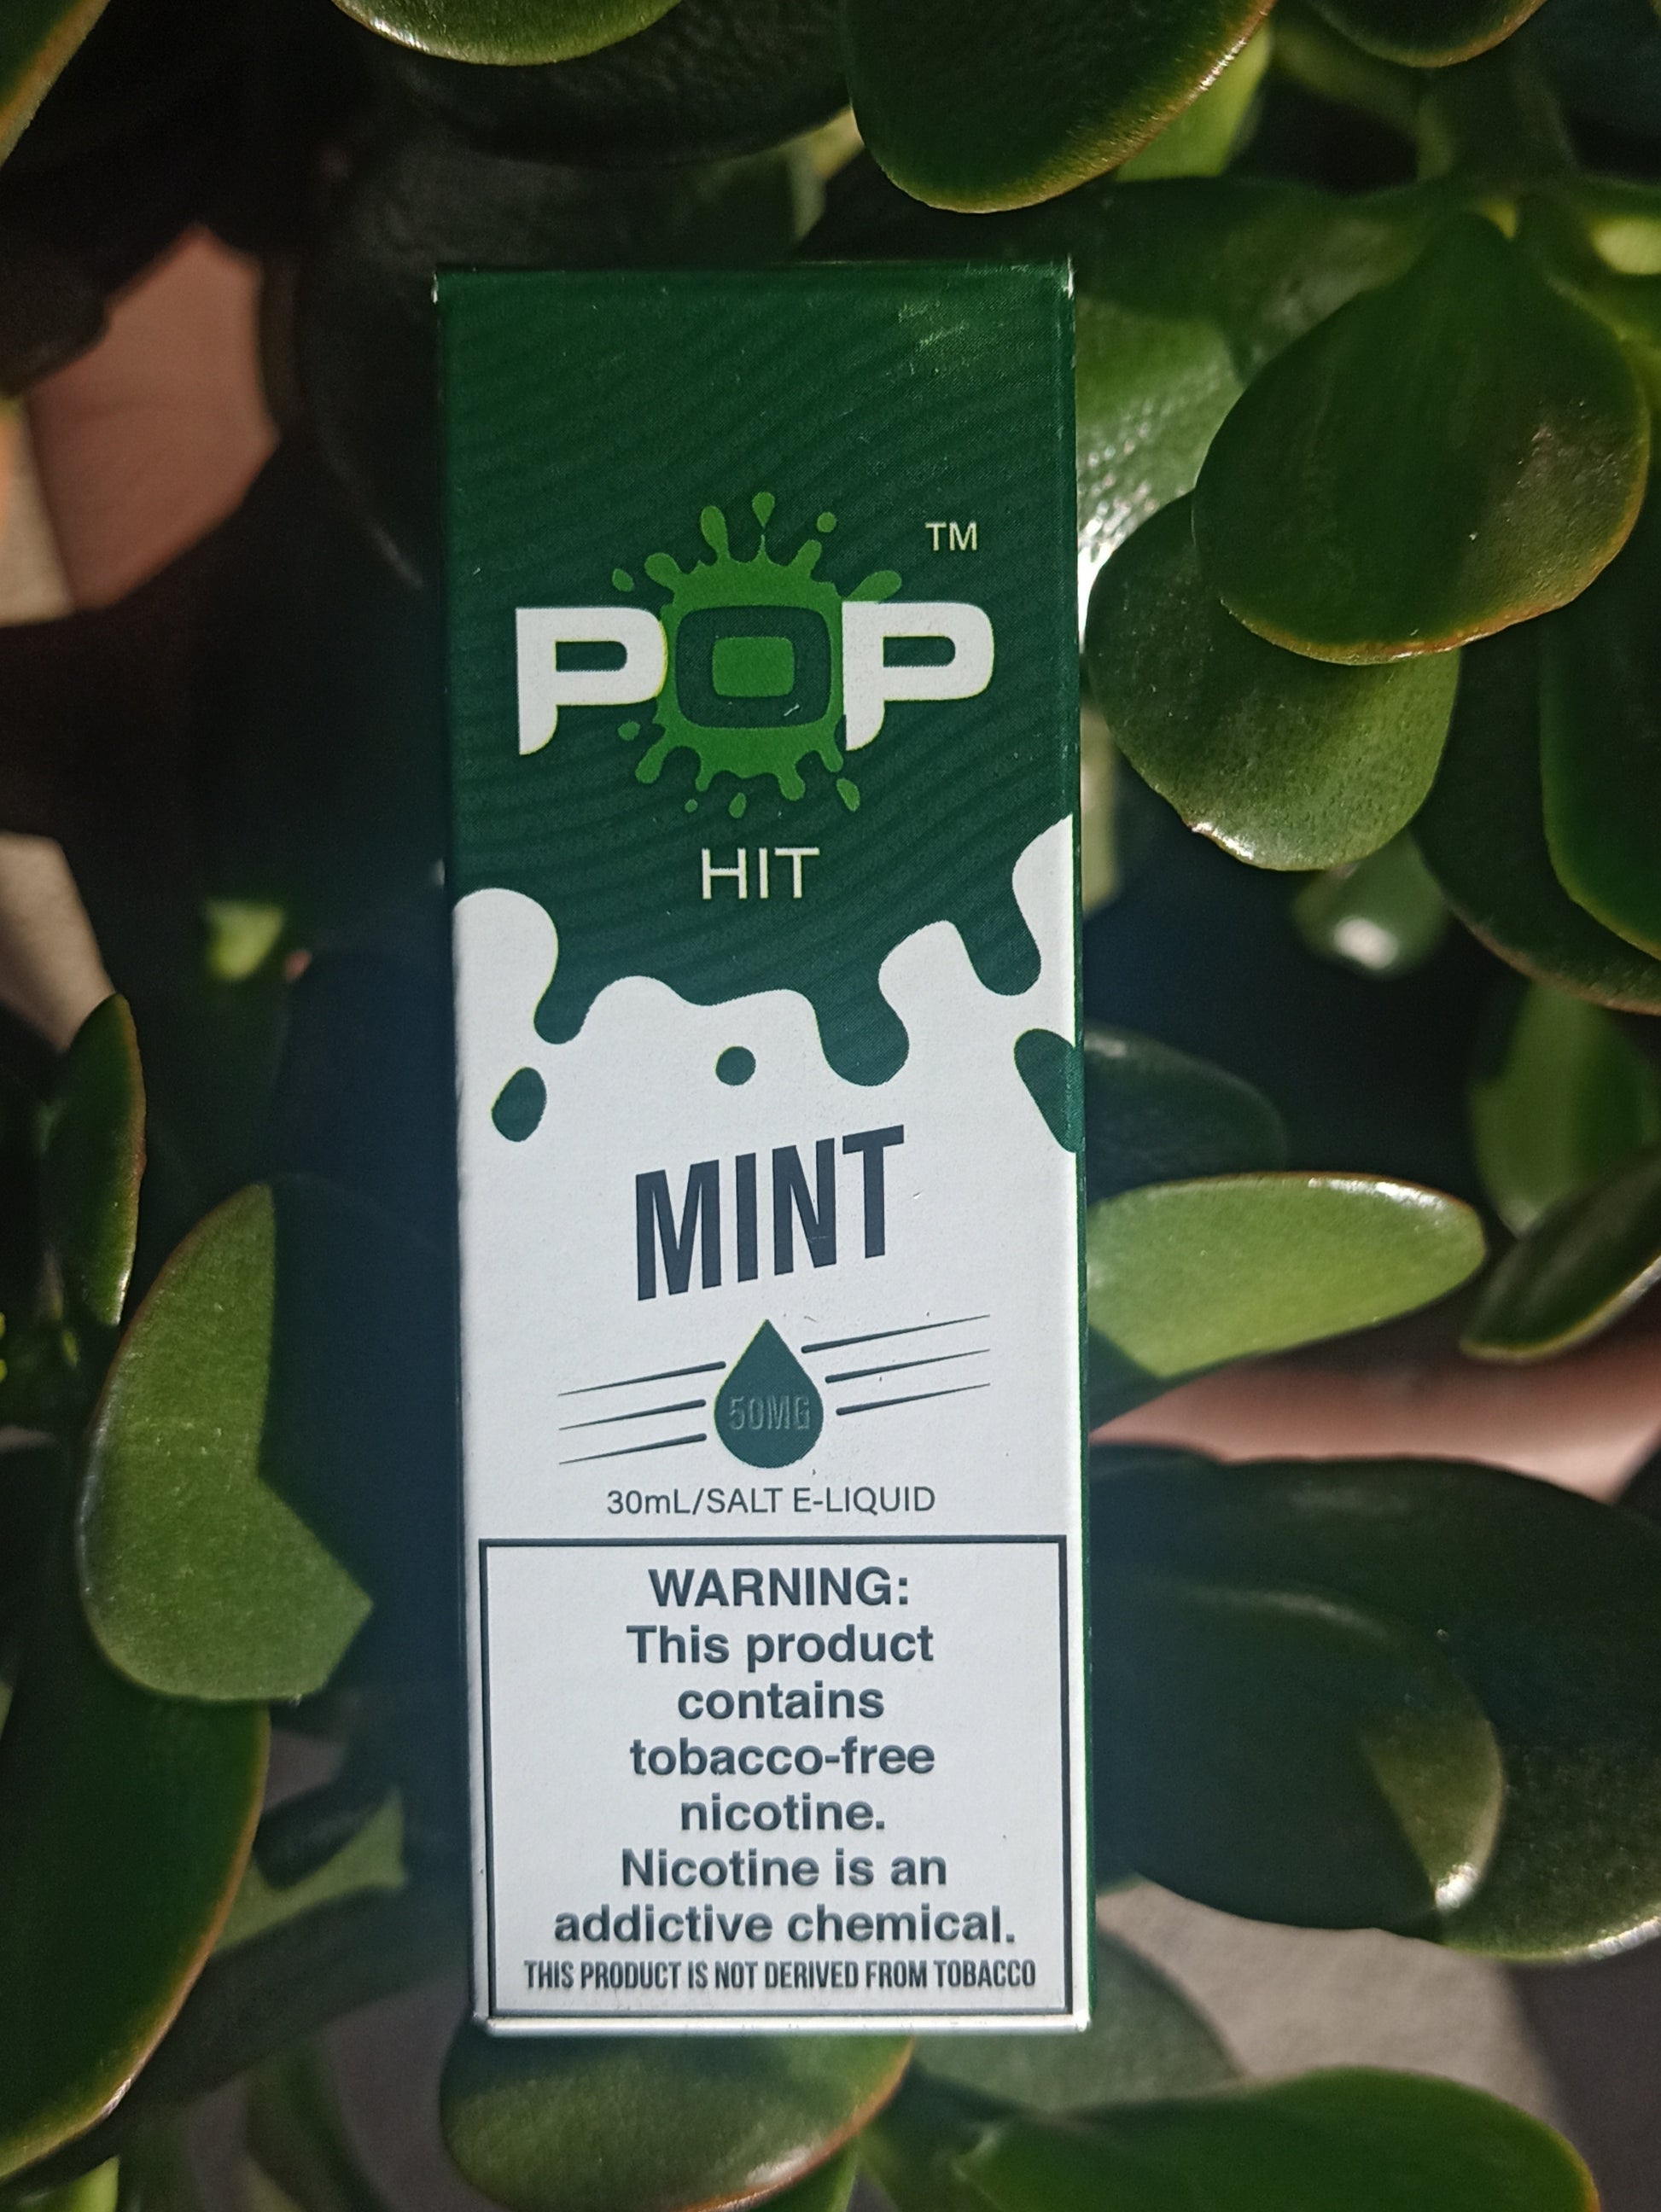 POP TM
HIT
MINT
50MG
30mL/SALT E-LIQUID
WARNING:
This product
contains
tobacco-free
nicotine.
Nicotine is an
addictive chemical.
THIS PRODUCT IS NOT DERIVED FROM TOBACCO